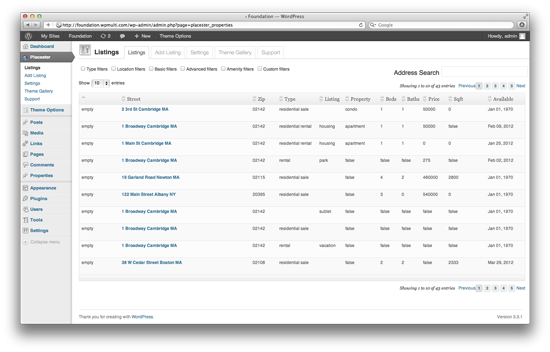 Foundation — WordPress
http://foundation.wpmulti.com/wp-admin/admin.php?page=placester_properties
Google
My Sites Foundation 2 New Theme Options Howdy, admin
Dashboard
Placester
Listings
Add Listing
Settings
Theme Gallery
Support
Theme Options
Posts
Media
Links
Pages
Comments
Properties
Appearance
Plugins
Users
Tools
Settings
Collapse menu
Listings Listings Add Listing Settings Theme Gallery Support
Type filters Location filters Basic filters Advanced filters Amenity filters Custom filters
Show 10 entries
Address Search
Showing 1 to 10 of 43 entries Previous 1 2 3 4 5 Next
Street Zip Type Listing Property Beds Baths Price Sqft Available
empty 3 3rd St Cambridge MA 02142 residential sale condo 1 1 50000 false Jan 01, 1970
empty 1 Broadway Cambridge MA 02142 residential rental housing apartment 1 1 50000 false Feb 09, 2012
empty 1 Main St Cambridge MA 02142 residential rental housing apartment 1 1 0 0 Jan 25, 2012
empty 1 Broadway Cambridge MA 02142 rental park false false false 275 false Feb 02, 2012
empty 19 Garland Road Newton MA 02115 residential sale false 4 2 460000 2800 Jan 01, 1970
empty 132 Main Street Albany NY 20395 residential sale false 3 0 540000 0 Jan 01, 1970
empty 1 Broadway Cambridge MA 02142 sublet false false false false false Jan 01, 1970
empty 1 Broadway Cambridge MA 02142 residential sale false false false false false Jan 01, 1970
empty 1 Broadway Cambridge MA 02142 rental vacation false false false false false Jan 01, 1970
empty 38 W Cedar Street Boston MA 02108 residential sale false 2 2 false 2333 Mar 29, 2012
Showing 1 to 10 of 43 entries Previous 1 2 3 4 5 Next
Thank you for creating with WordPress. Version 3.3.1